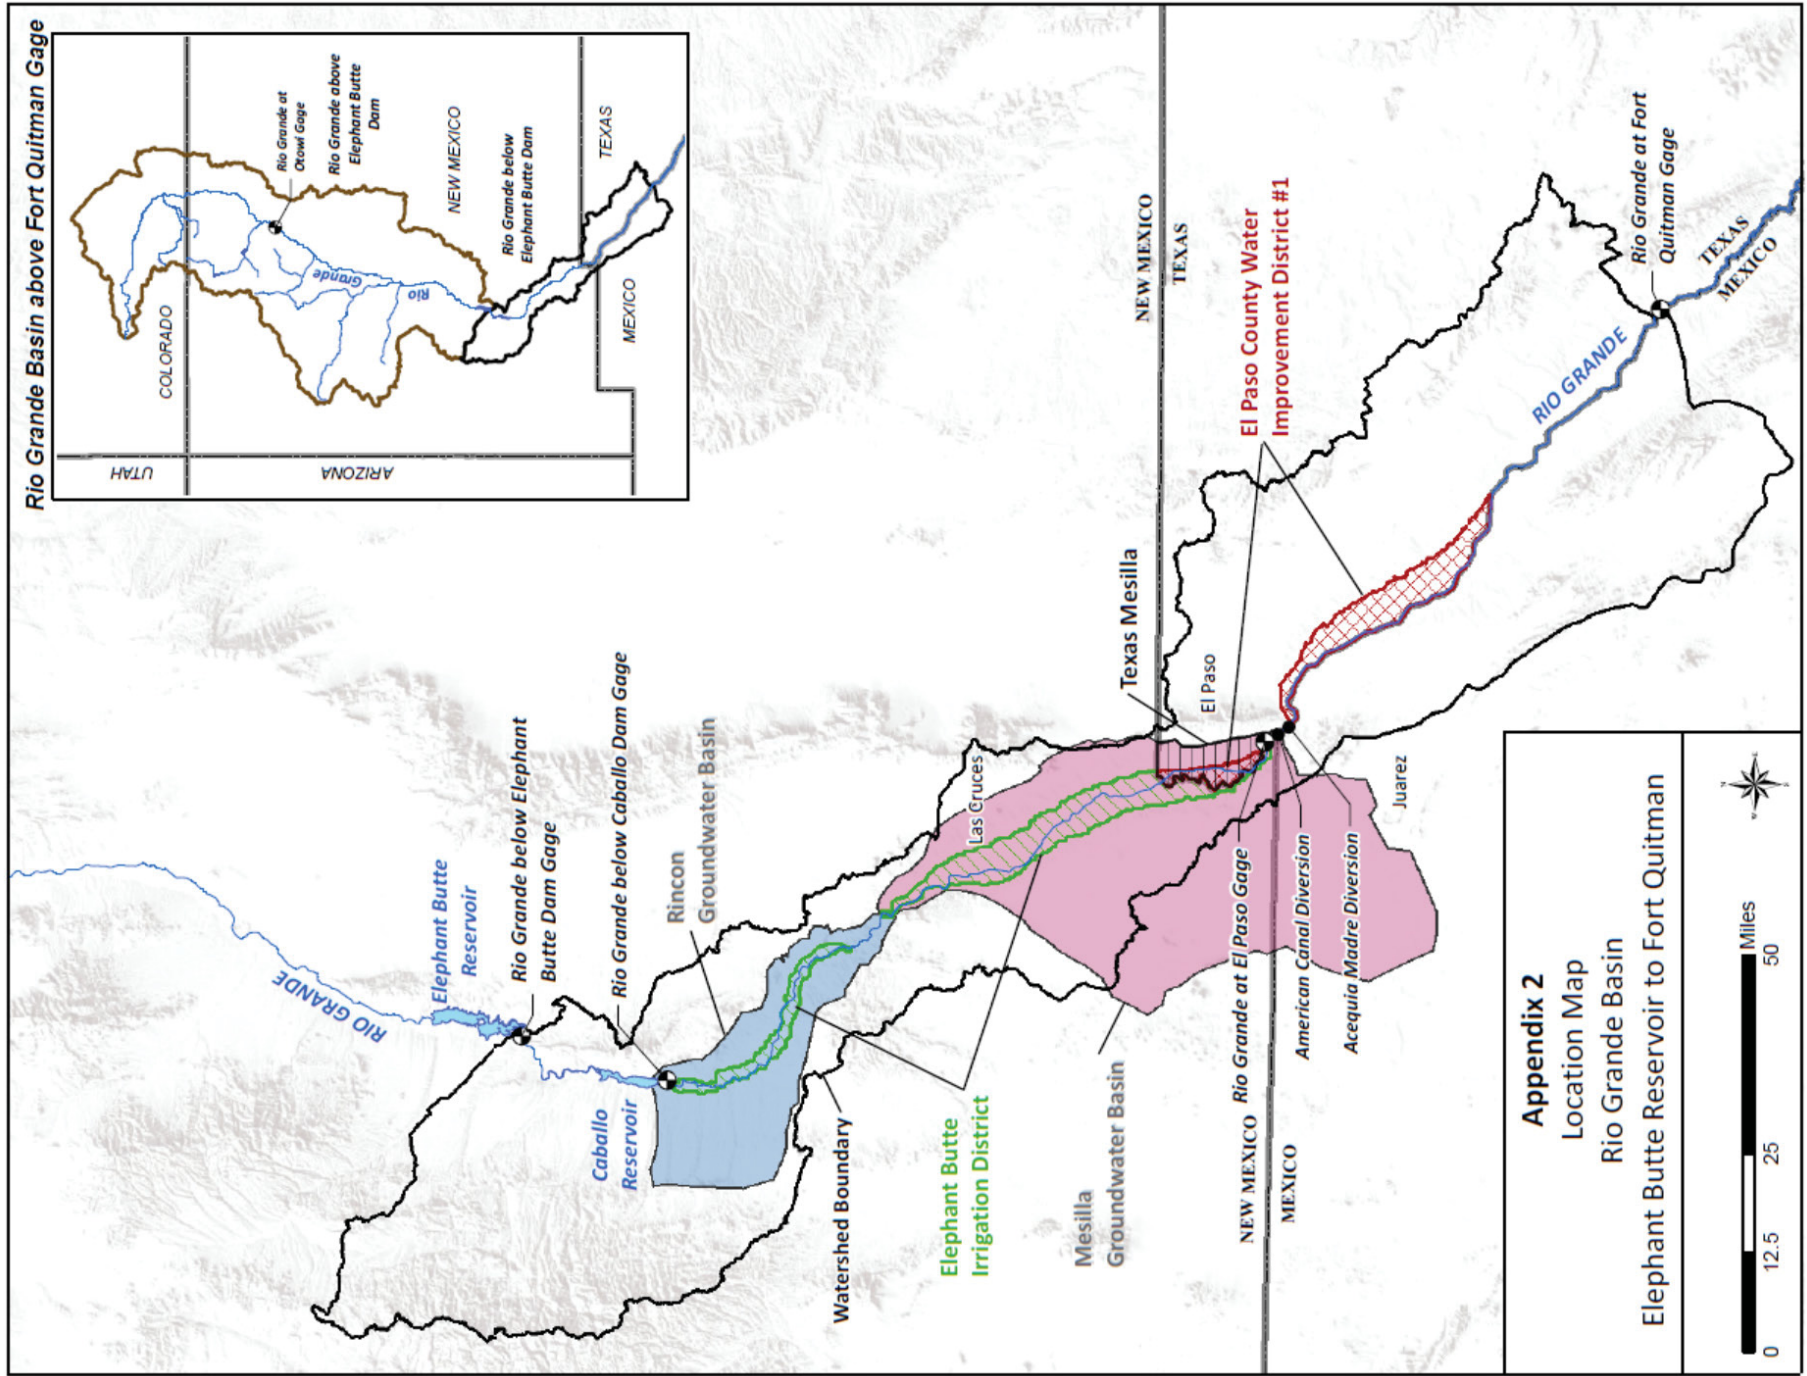 Rio Grande Basin above Fort Quitman Gage
UTAH
COLORADO
ARIZONA
NEW MEXICO
TEXAS
MEXICO
Rio Grande at
Otowi Gage
Rio Grande above
Elephant Butte
Dam
Rio Grande below
Elephant Butte Dam
Rio
Grande
RIO GRANDE
Elephant Butte
Reservoir
Rio Grande below Elephant
Butte Dam Gage
Caballo
Reservoir
Rio Grande below Caballo Dam Gage
Rincon
Groundwater Basin
Watershed Boundary
Elephant Butte
Irrigation District
Las Cruces
Mesilla
Groundwater Basin
Texas Mesilla
NEW MEXICO
TEXAS
El Paso County Water
Improvement District #1
El Paso
Juarez
NEW MEXICO
MEXICO
Rio Grande at El Paso Gage
American Canal Diversion
Acequia Madre Diversion
RIO GRANDE
Rio Grande at Fort
Quitman Gage
TEXAS
MEXICO
Appendix 2
Location Map
Rio Grande Basin
Elephant Butte Reservoir to Fort Quitman
0 12.5 25 50
Miles